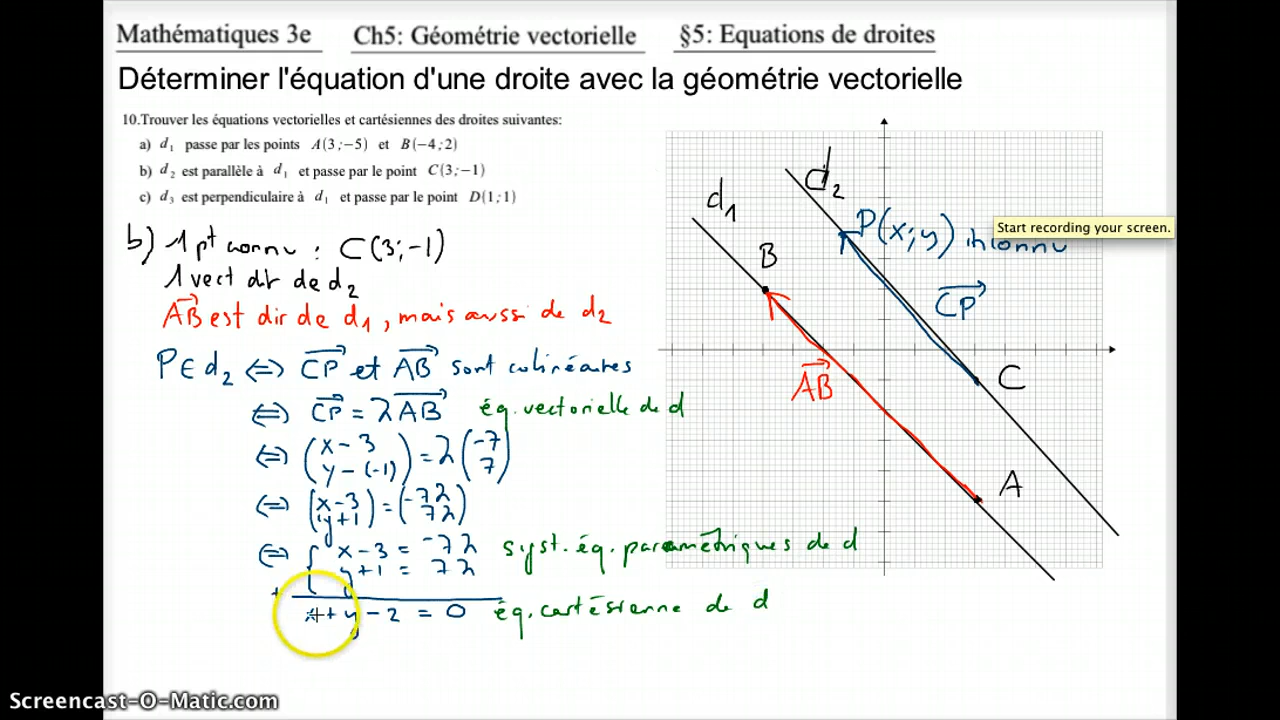 Mathématiques 3e Ch5: Géométrie vectorielle §5: Equations de droites
Déterminer l'équation d'une droite avec la géométrie vectorielle
10.Trouver les équations vectorielles et cartésiennes des droites suivantes:
a) d₁ passe par les points A(3;−5) et B(−4;2)
b) d₂ est parallèle à d₁ et passe par le point C(3;−1)
c) d₃ est perpendiculaire à d₁ et passe par le point D(1;1)
b) 1 pt connu : C(3;−1)
1 vect dir de d₂
AB est dir de d₁, mais aussi de d₂
P ∈ d₂ ⇔ CP et AB sont colinéaires
⇔ CP = λAB éq. vectorielle de d
⇔ (x−3 y−(−1)) = λ(−7 7)
⇔ (x−3 y+1) = (−7λ 7λ)
⇔ { x−3 = −7λ syst. éq. paramétriques de d
y+1 = 7λ
+
x+y−2 = 0 éq. cartésienne de d
d₁
d₂
P(x;y) inconnu
Start recording your screen.
B
CP
AB
C
A
Screencast-O-Matic.com